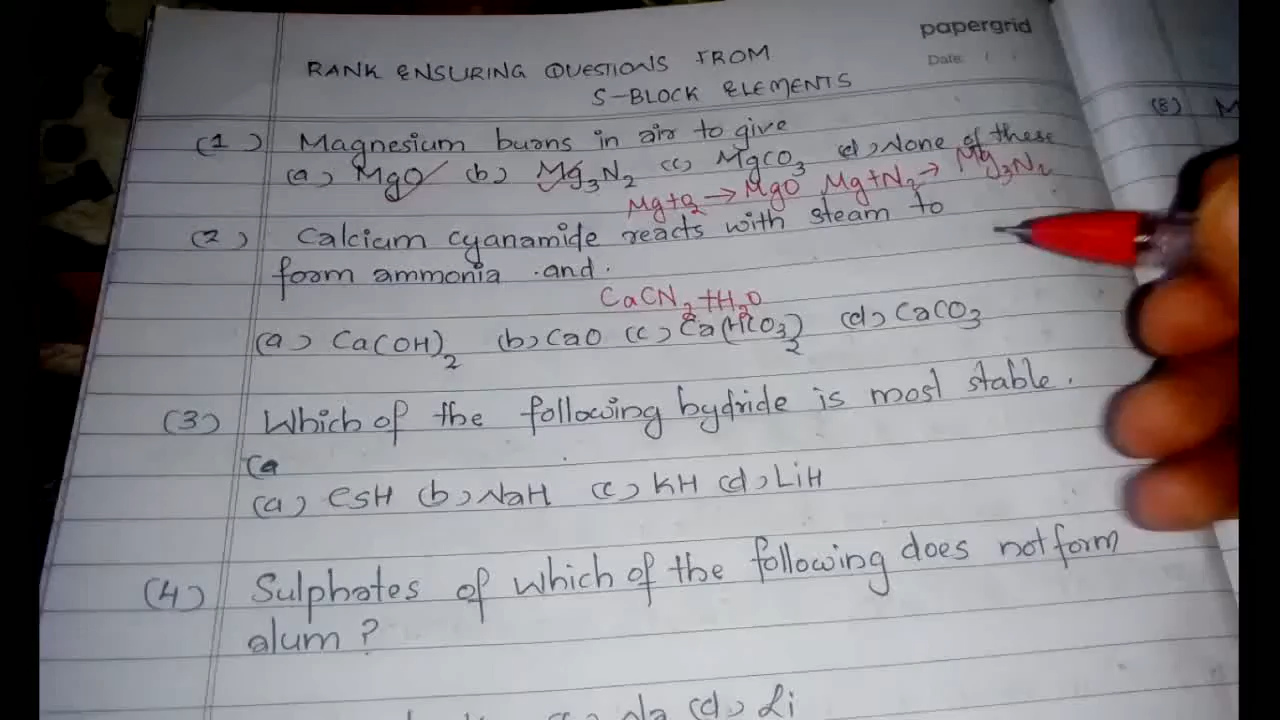 papergrid
Date: / /
RANK ENSURING QUESTIONS FROM
S-BLOCK ELEMENTS
(8) M
(1) Magnesium burns in air to give
(a) MgO (b) Mg3N2 (c) MgCO3 (d) None of these
Mg+O2 → MgO Mg+N2 → Mg3N2
(2) Calcium cyanamide reacts with steam to
form ammonia and.
CaCN2+H2O
(a) Ca(OH)2 (b) CaO (c) Ca(HCO3)2 (d) CaCO3
(3) Which of the following hydride is most stable.
(a
(a) CsH (b) NaH (c) KH (d) LiH
(4) Sulphates of which of the following does not form
alum?
Na (d) Li